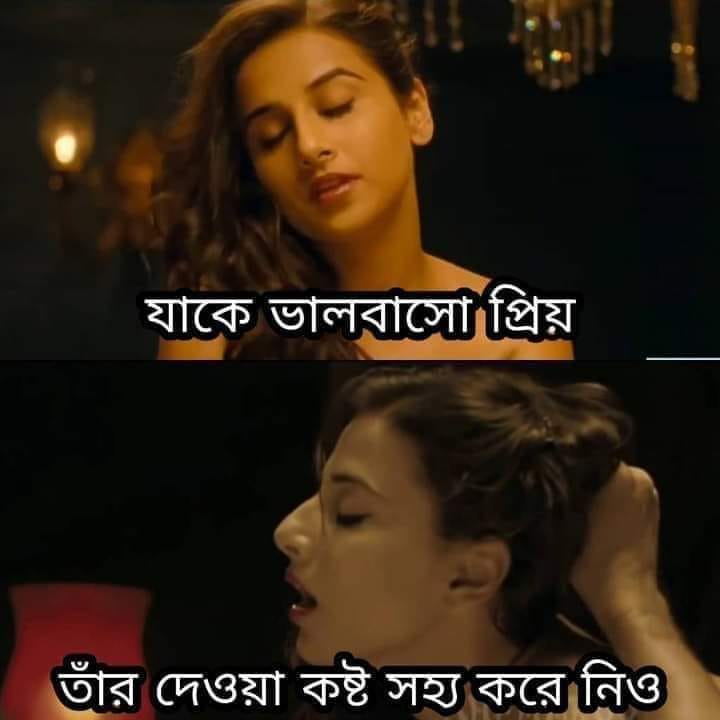 যাকে ভালবাসো প্রিয়
তাঁর দেওয়া কষ্ট সহ্য করে নিও